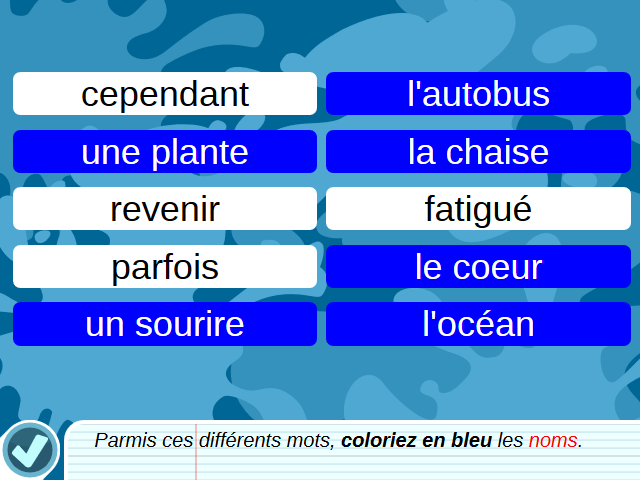 cependant
l'autobus
une plante
la chaise
revenir
fatigué
parfois
le coeur
un sourire
l'océan
Parmis ces différents mots, coloriez en bleu les noms.